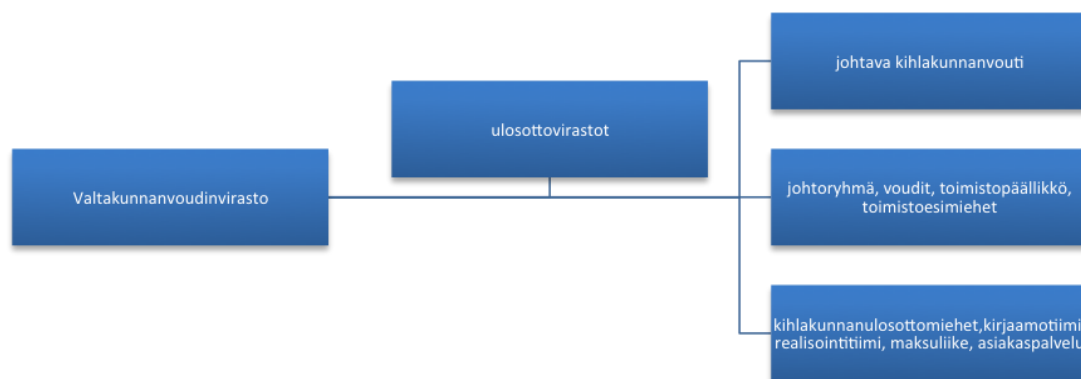 johtava kihlakunnanvouti
ulosottovirastot
Valtakunnanvoudinvirasto
johtoryhmä, voudit, toimistopäällikkö,
toimistoesimiehet
kihlakunnanulosottomiehet,kirjaamotiimi
realisointitiimi, maksuliike, asiakaspalvelu